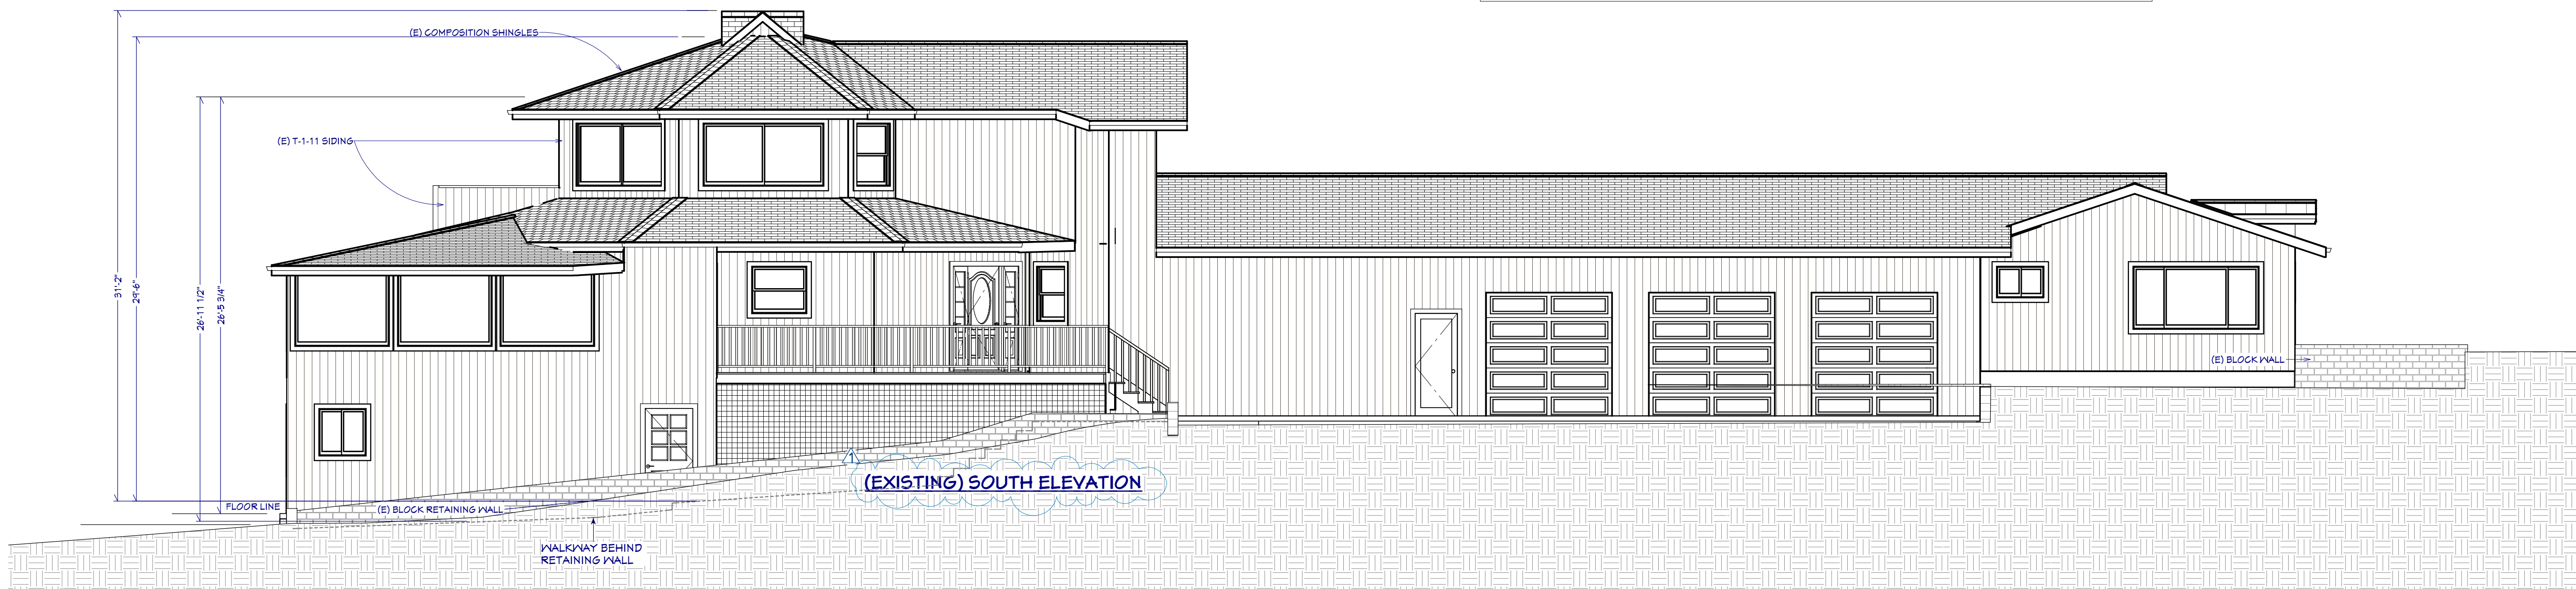 (E) COMPOSITION SHINGLES
(E) T-1-11 SIDING
31'-2"
29'-6"
26'-11 1/2"
26'-5 3/4"
(E) BLOCK WALL
1
(EXISTING) SOUTH ELEVATION
FLOOR LINE
(E) BLOCK RETAINING WALL
WALKWAY BEHIND
RETAINING WALL